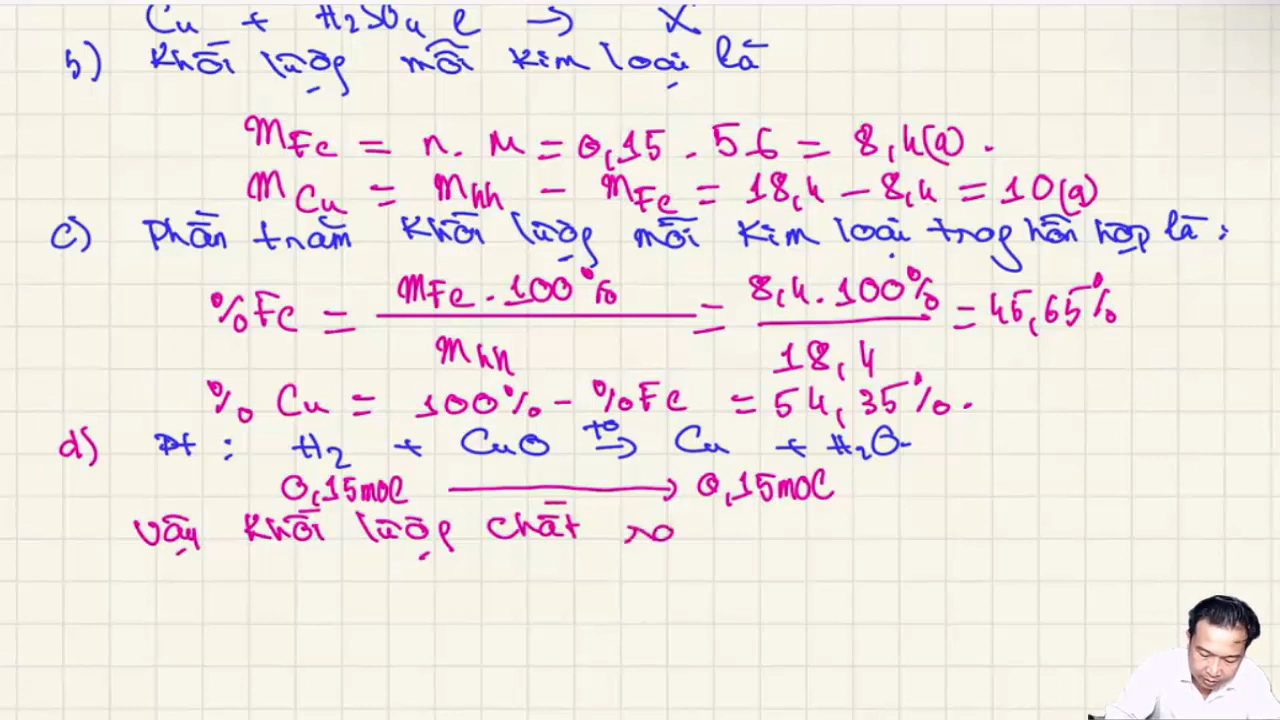 Cu + H2SO4 l → X
b) Khối lượng mỗi kim loại là
mFe = n. M = 0,15 . 56 = 8,4(g).
mCu = mhh - mFe = 18,4 - 8,4 = 10(g)
c) Phần trăm khối lượng mỗi kim loại trog hỗn hợp là :
%Fe = mFe . 100% / mhh = 8,4. 100% / 18,4 = 45,65%
% Cu = 100% - %Fe = 54,35%.
d) Pt : H2 + CuO t° → Cu + H2O
0,15mol → 0,15mol
Vậy khối lượng chất